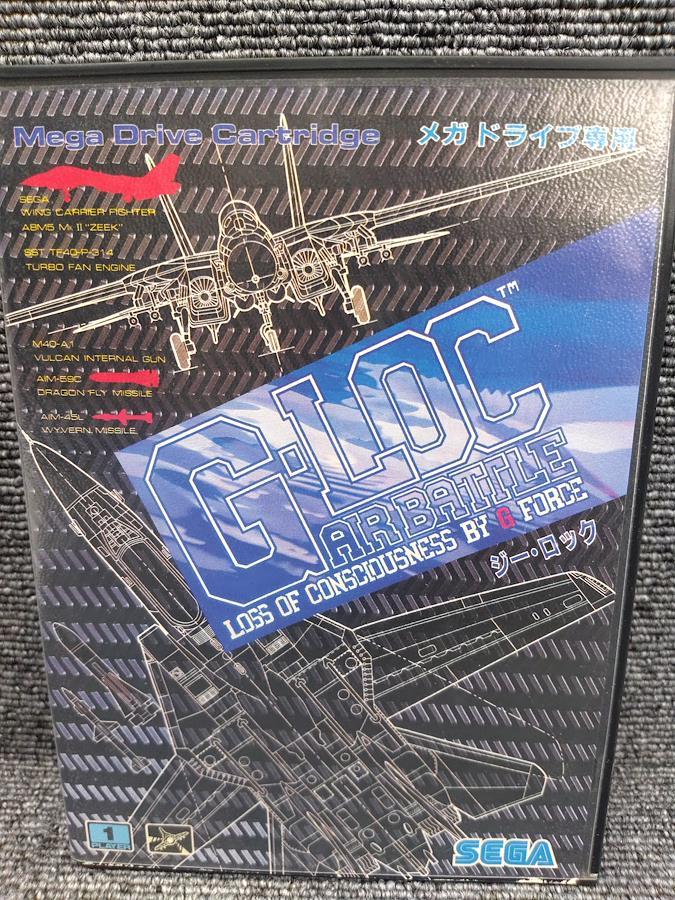 Mega Drive Cartridge
メガドライブ専用
SEGA
WING CARRIER FIGHTER
ABM5 Mk II "ZEEK"
SST TF40-P-314
TURBO FAN ENGINE
M40-A1
VULCAN INTERNAL GUN
AIM-59C
DRAGON FLY MISSILE
AIM-45L
WYVERN MISSILE
G-LOC™
AIR BATTLE
LOSS OF CONSCIOUSNESS BY G FORCE
ジー・ロック
1
PLAYER
SEGA